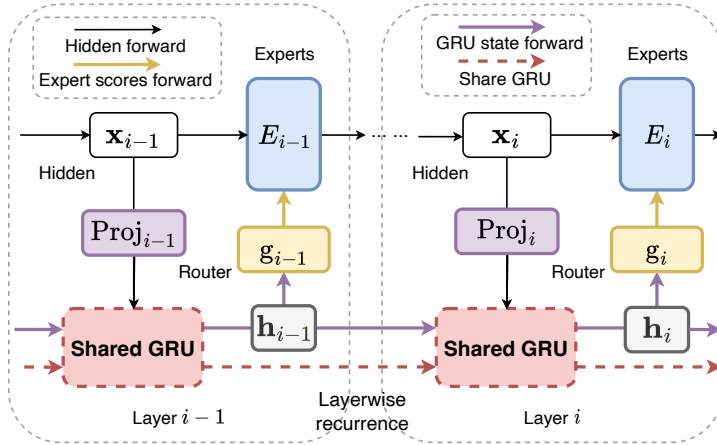 Hidden forward
Expert scores forward
Experts
GRU state forward
Share GRU
Experts
x_{i-1}
E_{i-1}
... ...
x_i
E_i
Hidden
Hidden
Proj_{i-1}
Router
g_{i-1}
Proj_i
Router
g_i
Shared GRU
h_{i-1}
Shared GRU
h_i
Layer i − 1
Layerwise
recurrence
Layer i